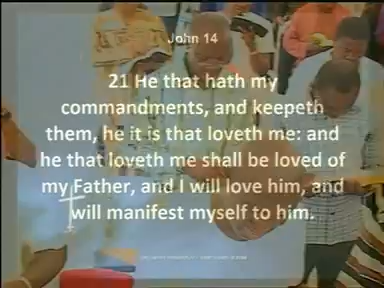 John 14
21 He that hath my
commandments, and keepeth
them, he it is that loveth me: and
he that loveth me shall be loved of
my Father, and I will love him, and
will manifest myself to him.